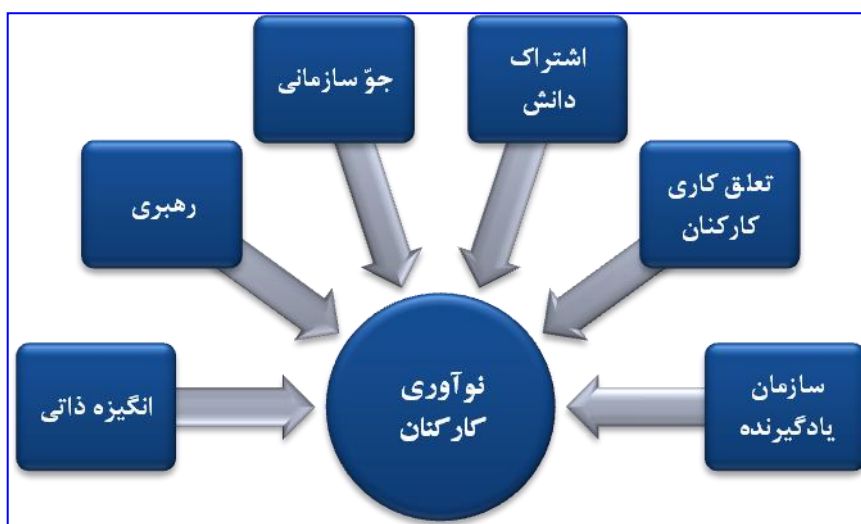 اشتراک
دانش
جوّ سازمانی
تعلق کاری
کارکنان
رهبری
سازمان
یادگیرنده
انگیزه ذاتی
نوآوری
کارکنان